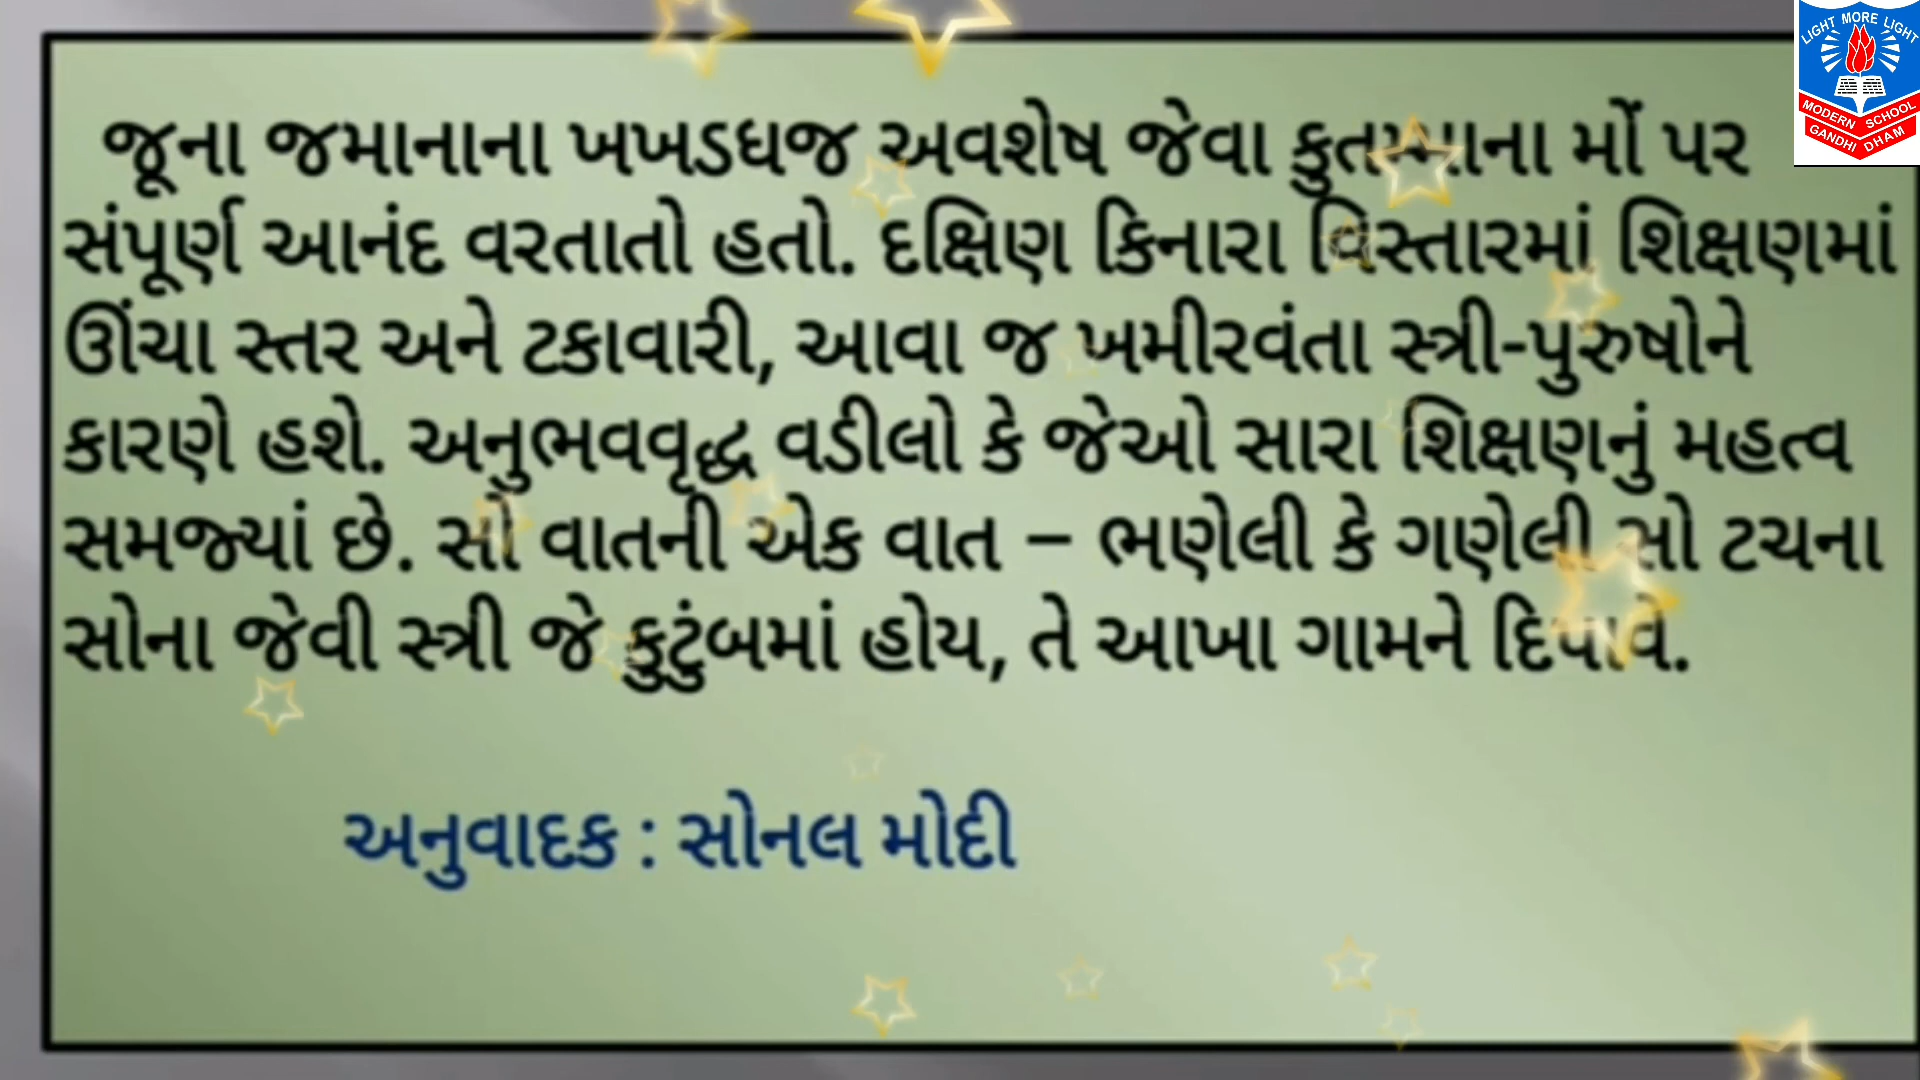 જૂના જમાનાના ખખડધજ અવશેષ જેવા કુતમ્માના મોં પર
સંપૂર્ણ આનંદ વરતાતો હતો. દક્ષિણ કિનારા વિસ્તારમાં શિક્ષણમાં
ઊંચા સ્તર અને ટકાવારી, આવા જ ખમીરવંતા સ્ત્રી-પુરુષોને
કારણે હશે. અનુભવવૃદ્ધ વડીલો કે જેઓ સારા શિક્ષણનું મહત્વ
સમજ્યાં છે. સૌ વાતની એક વાત – ભણેલી કે ગણેલી સો ટચના
સોના જેવી સ્ત્રી જે કુટુંબમાં હોય, તે આખા ગામને દિપાવે.
અનુવાદક : સોનલ મોદી
LIGHT MORE LIGHT
MODERN SCHOOL
GANDHIDHAM